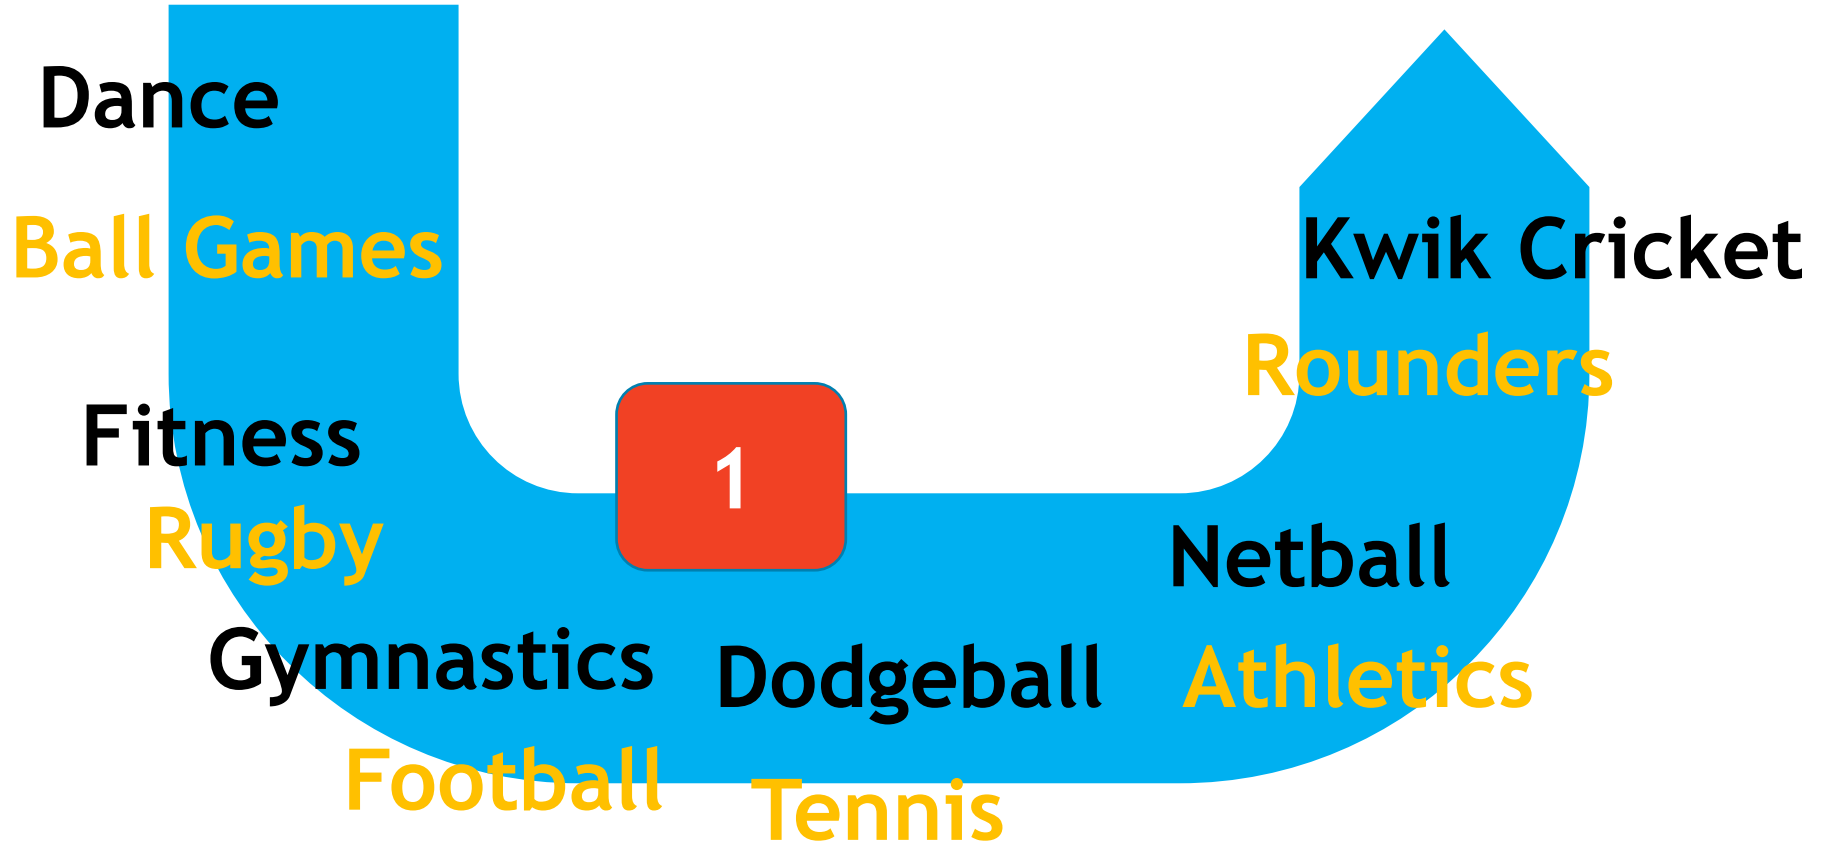 Dance
Ball Games
Fitness
Rugby
Gymnastics
Football
1
Dodgeball
Tennis
Netball
Athletics
Kwik Cricket
Rounders